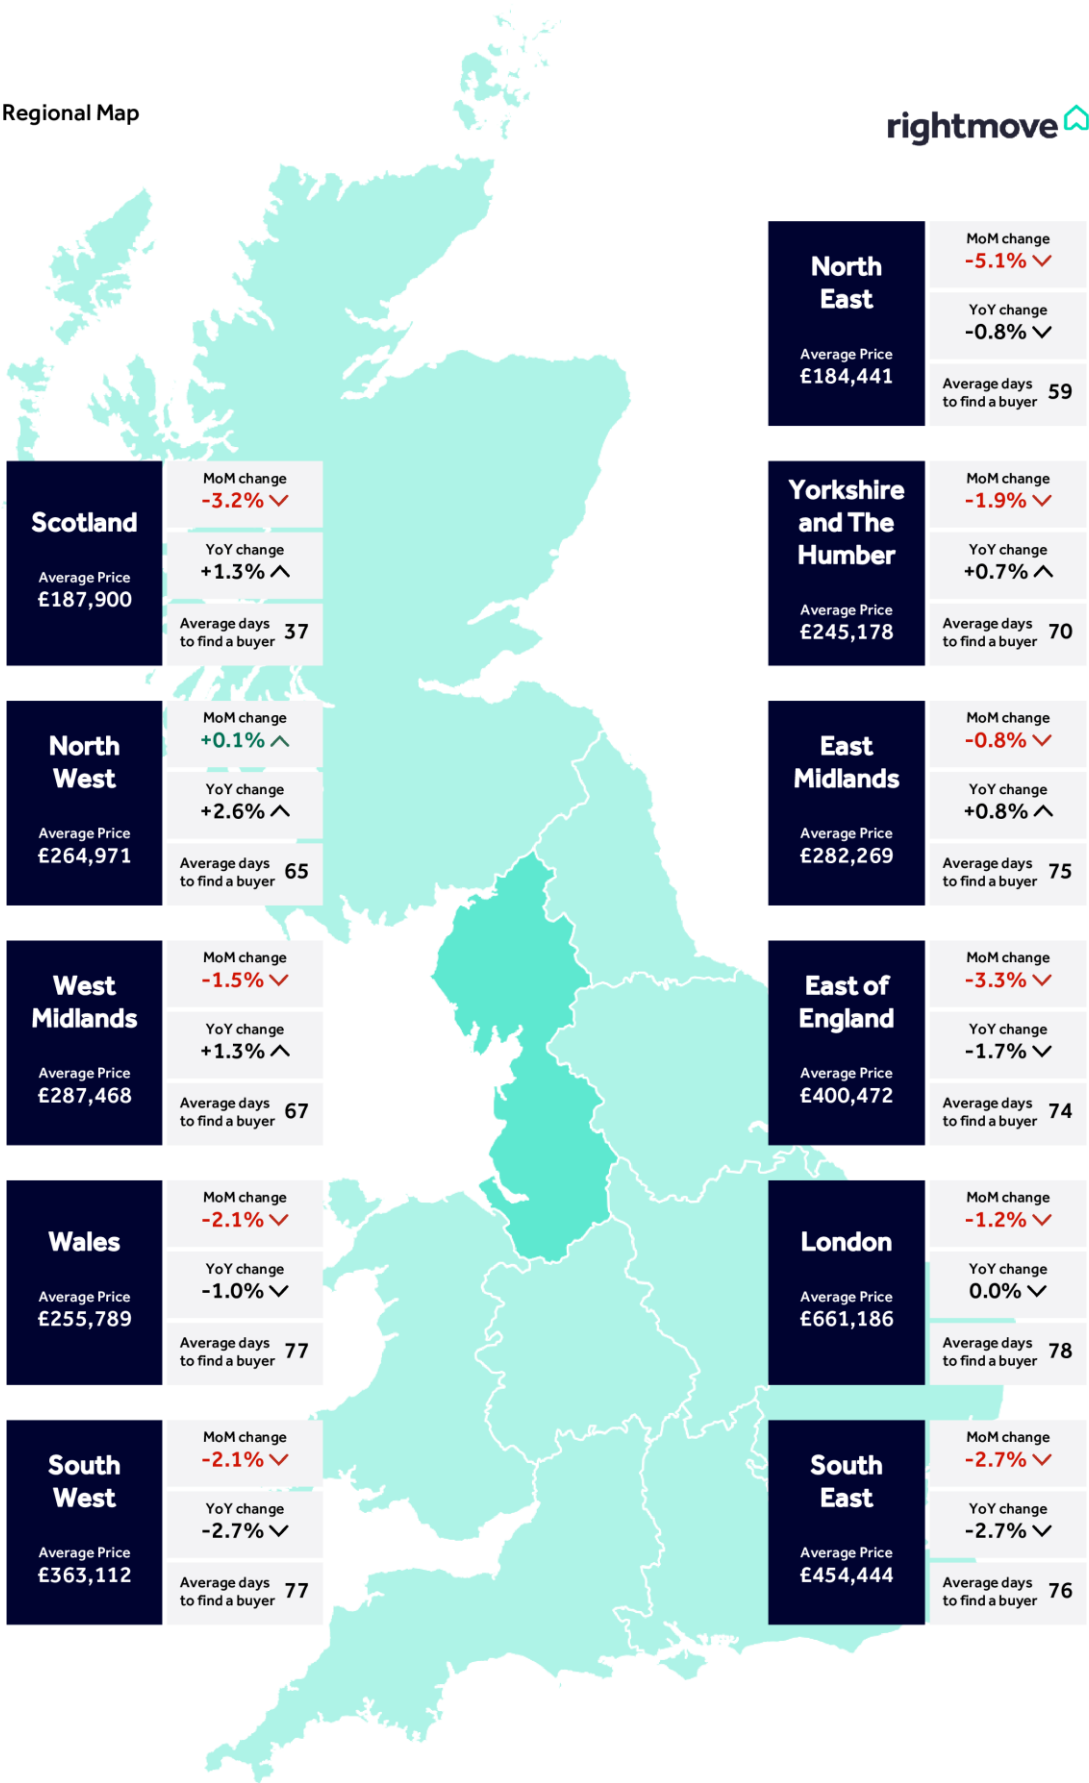 Regional Map
rightmove
North
East
Average Price
£184,441
MoM change
-5.1%
YoY change
-0.8%
Average days
to find a buyer 59
Scotland
Average Price
£187,900
MoM change
-3.2%
YoY change
+1.3%
Average days
to find a buyer 37
Yorkshire
and The
Humber
Average Price
£245,178
MoM change
-1.9%
YoY change
+0.7%
Average days
to find a buyer 70
North
West
Average Price
£264,971
MoM change
+0.1%
YoY change
+2.6%
Average days
to find a buyer 65
East
Midlands
Average Price
£282,269
MoM change
-0.8%
YoY change
+0.8%
Average days
to find a buyer 75
West
Midlands
Average Price
£287,468
MoM change
-1.5%
YoY change
+1.3%
Average days
to find a buyer 67
East of
England
Average Price
£400,472
MoM change
-3.3%
YoY change
-1.7%
Average days
to find a buyer 74
Wales
Average Price
£255,789
MoM change
-2.1%
YoY change
-1.0%
Average days
to find a buyer 77
London
Average Price
£661,186
MoM change
-1.2%
YoY change
0.0%
Average days
to find a buyer 78
South
West
Average Price
£363,112
MoM change
-2.1%
YoY change
-2.7%
Average days
to find a buyer 77
South
East
Average Price
£454,444
MoM change
-2.7%
YoY change
-2.7%
Average days
to find a buyer 76